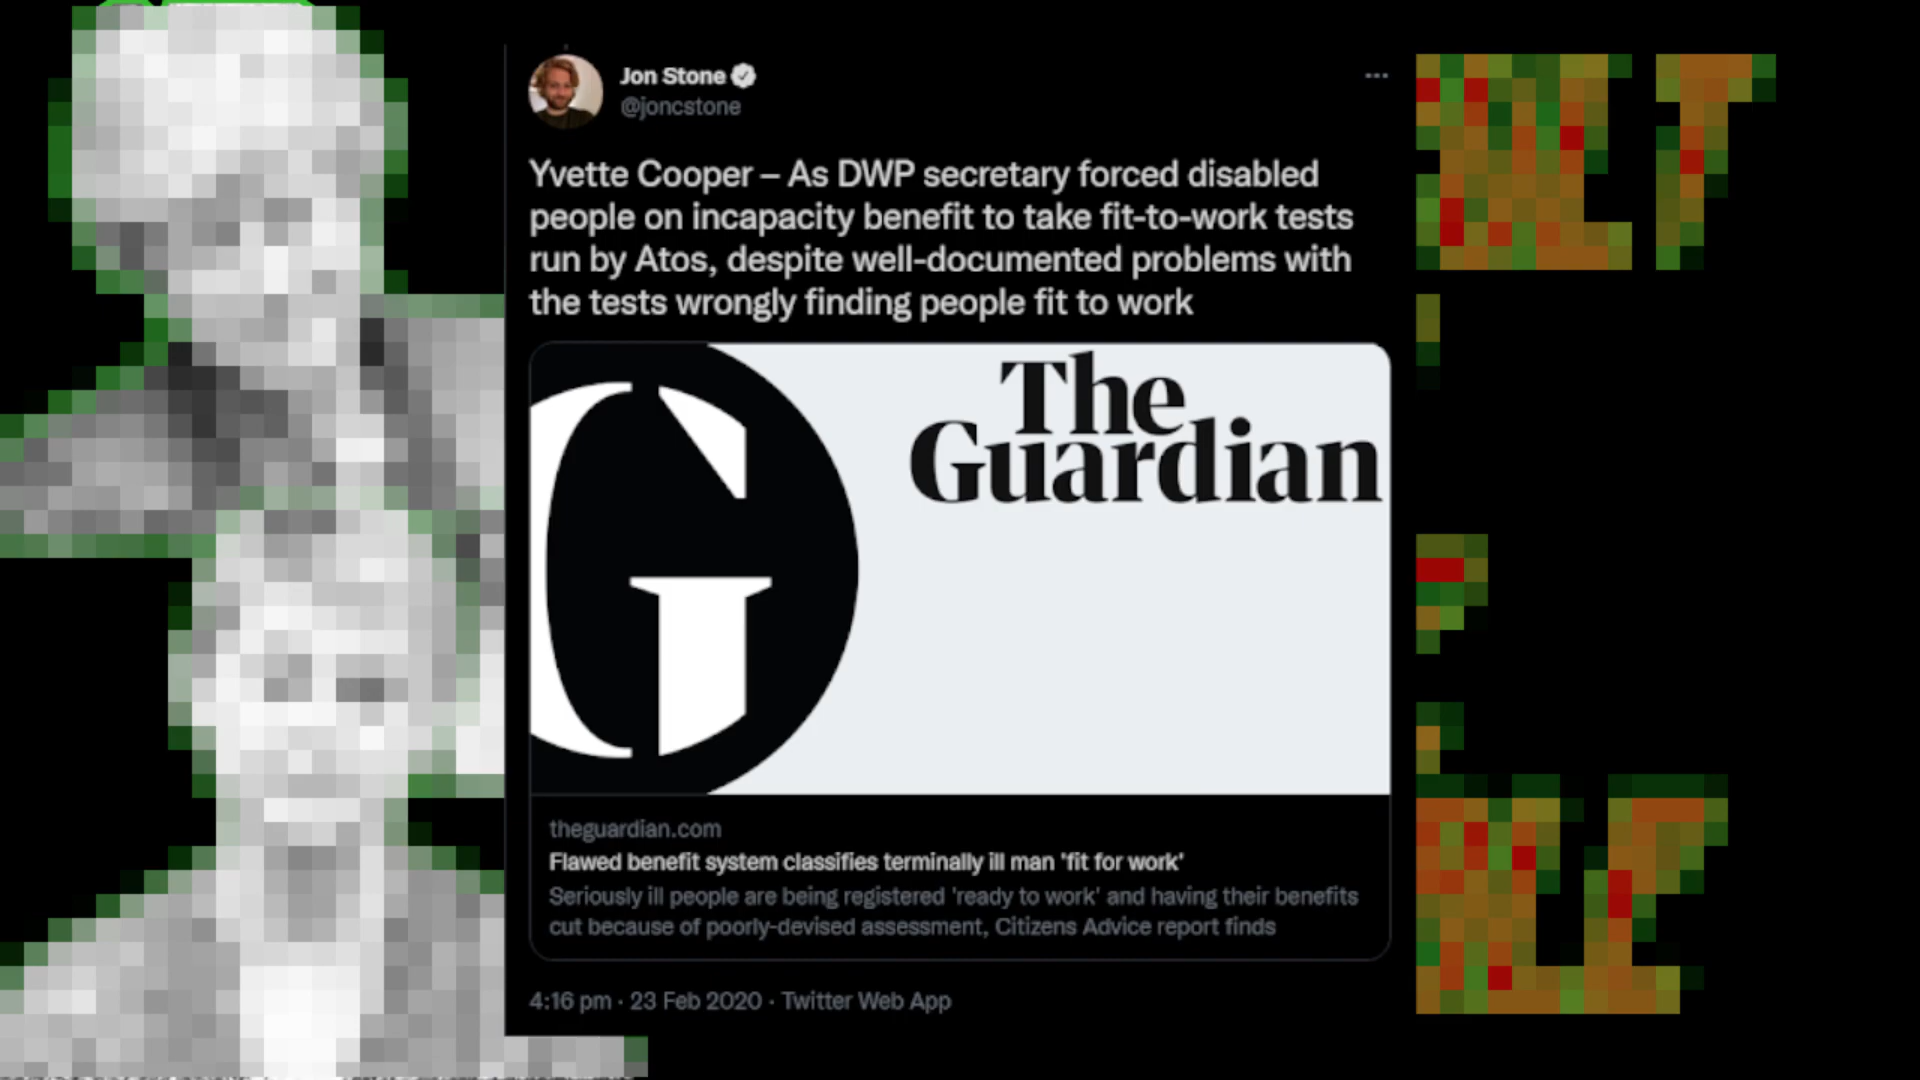 Jon Stone
@joncstone
Yvette Cooper – As DWP secretary forced disabled
people on incapacity benefit to take fit-to-work tests
run by Atos, despite well-documented problems with
the tests wrongly finding people fit to work
G
The
Guardian
theguardian.com
Flawed benefit system classifies terminally ill man 'fit for work'
Seriously ill people are being registered 'ready to work' and having their benefits
cut because of poorly-devised assessment, Citizens Advice report finds
4:16 pm · 23 Feb 2020 · Twitter Web App